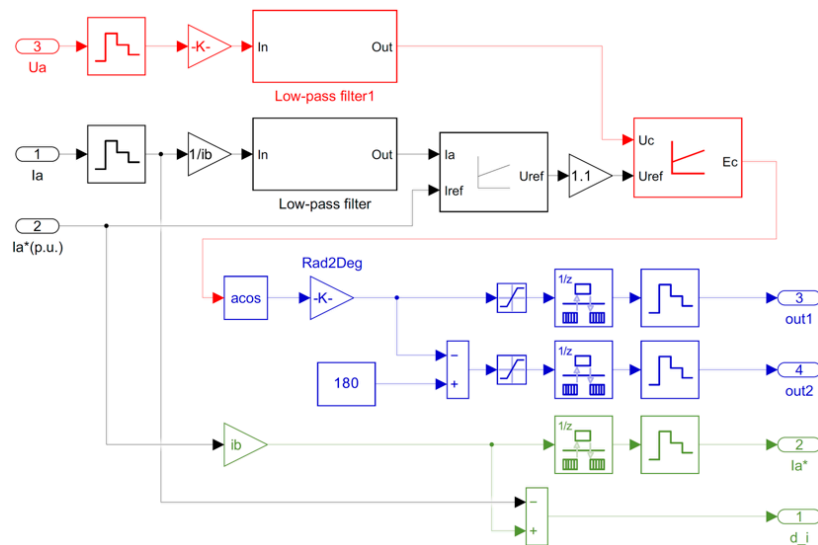 3
-K-
In
Out
Ua
Low-pass filter1
1
1/ib
In
Out
Ia
Low-pass filter
Ia
Iref
Uref
1.1
Uc
Uref
Ec
2
Ia*(p.u.)
Rad2Deg
acos
-K-
1/z
3
out1
−
+
180
1/z
4
out2
ib
1/z
2
Ia*
−
+
1
d_i